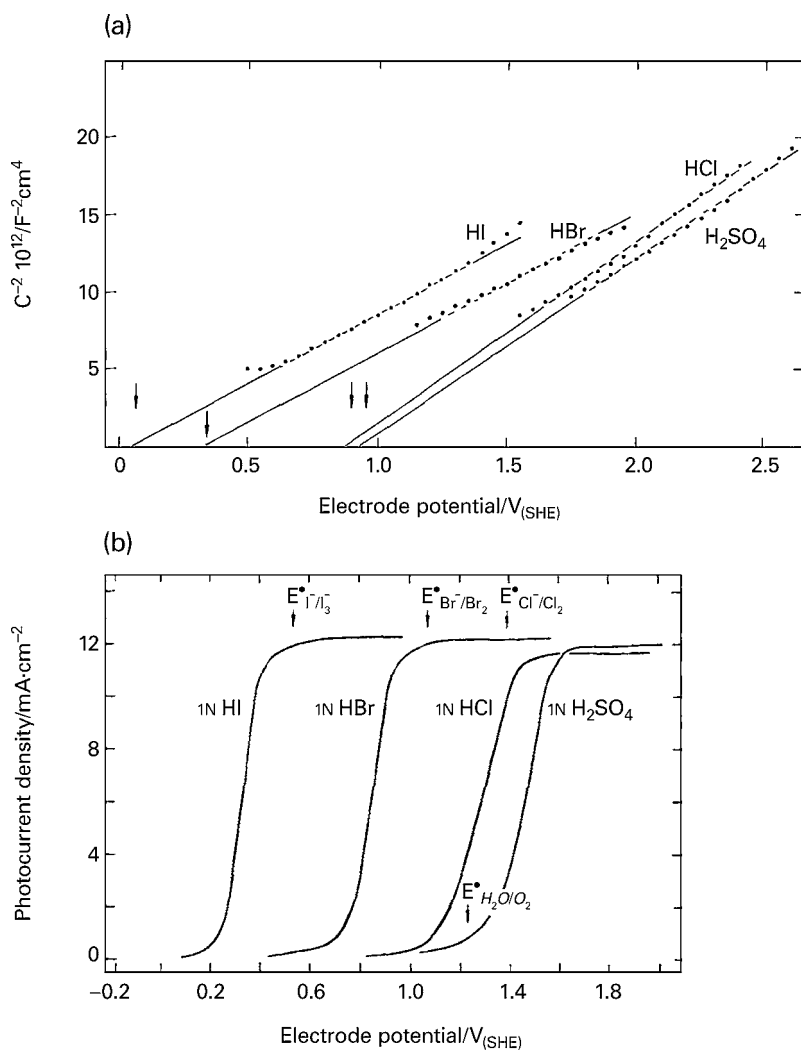 (a)
C⁻² 10¹²/F⁻²cm⁴
20
15
10
5
HI
HBr
HCl
H₂SO₄
0 0.5 1.0 1.5 2.0 2.5
Electrode potential/V(SHE)
(b)
Photocurrent density/mA·cm⁻²
12
8
4
0
E• I⁻/I₃⁻
E• Br⁻/Br₂
E• Cl⁻/Cl₂
1N HI
1N HBr
1N HCl
1N H₂SO₄
E• H₂O/O₂
−0.2 0.2 0.6 1.0 1.4 1.8
Electrode potential/V(SHE)